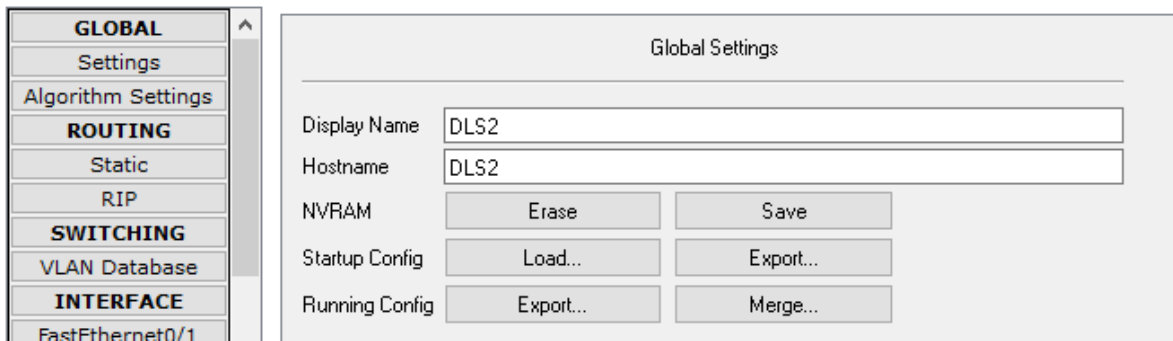 GLOBAL
Settings
Algorithm Settings
ROUTING
Static
RIP
SWITCHING
VLAN Database
INTERFACE
FastEthernet0/1
Global Settings
Display Name DLS2
Hostname DLS2
NVRAM Erase Save
Startup Config Load... Export...
Running Config Export... Merge...